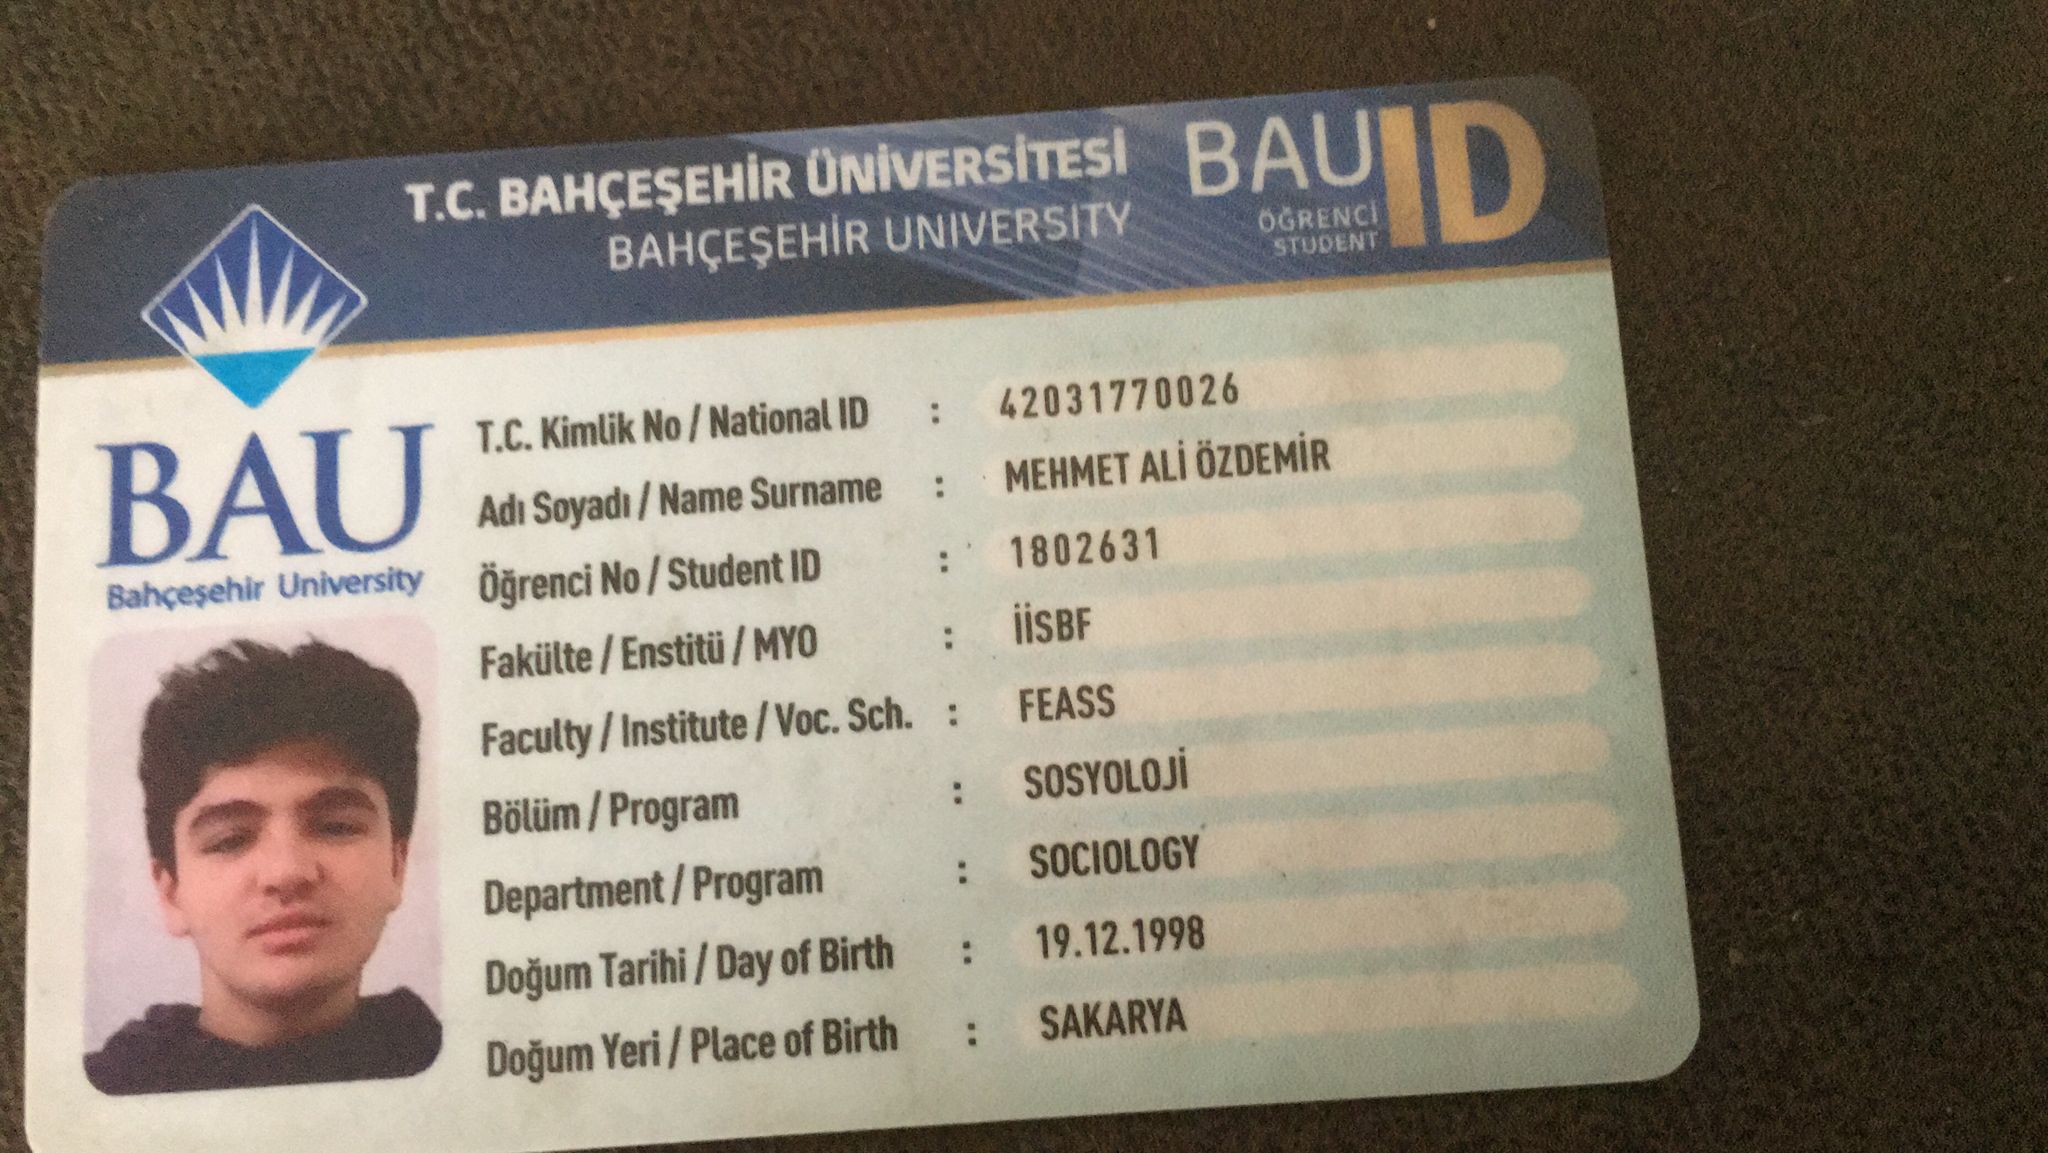 T.C. BAHÇEŞEHİR ÜNİVERSİTESİ
BAHÇEŞEHİR UNIVERSITY
BAU ID
ÖĞRENCİ
STUDENT
BAU
Bahçeşehir University
T.C. Kimlik No / National ID : 42031770026
Adı Soyadı / Name Surname : MEHMET ALİ ÖZDEMİR
Öğrenci No / Student ID : 1802631
Fakülte / Enstitü / MYO : İİSBF
Faculty / Institute / Voc. Sch. : FEASS
Bölüm / Program : SOSYOLOJİ
Department / Program : SOCIOLOGY
Doğum Tarihi / Day of Birth : 19.12.1998
Doğum Yeri / Place of Birth : SAKARYA